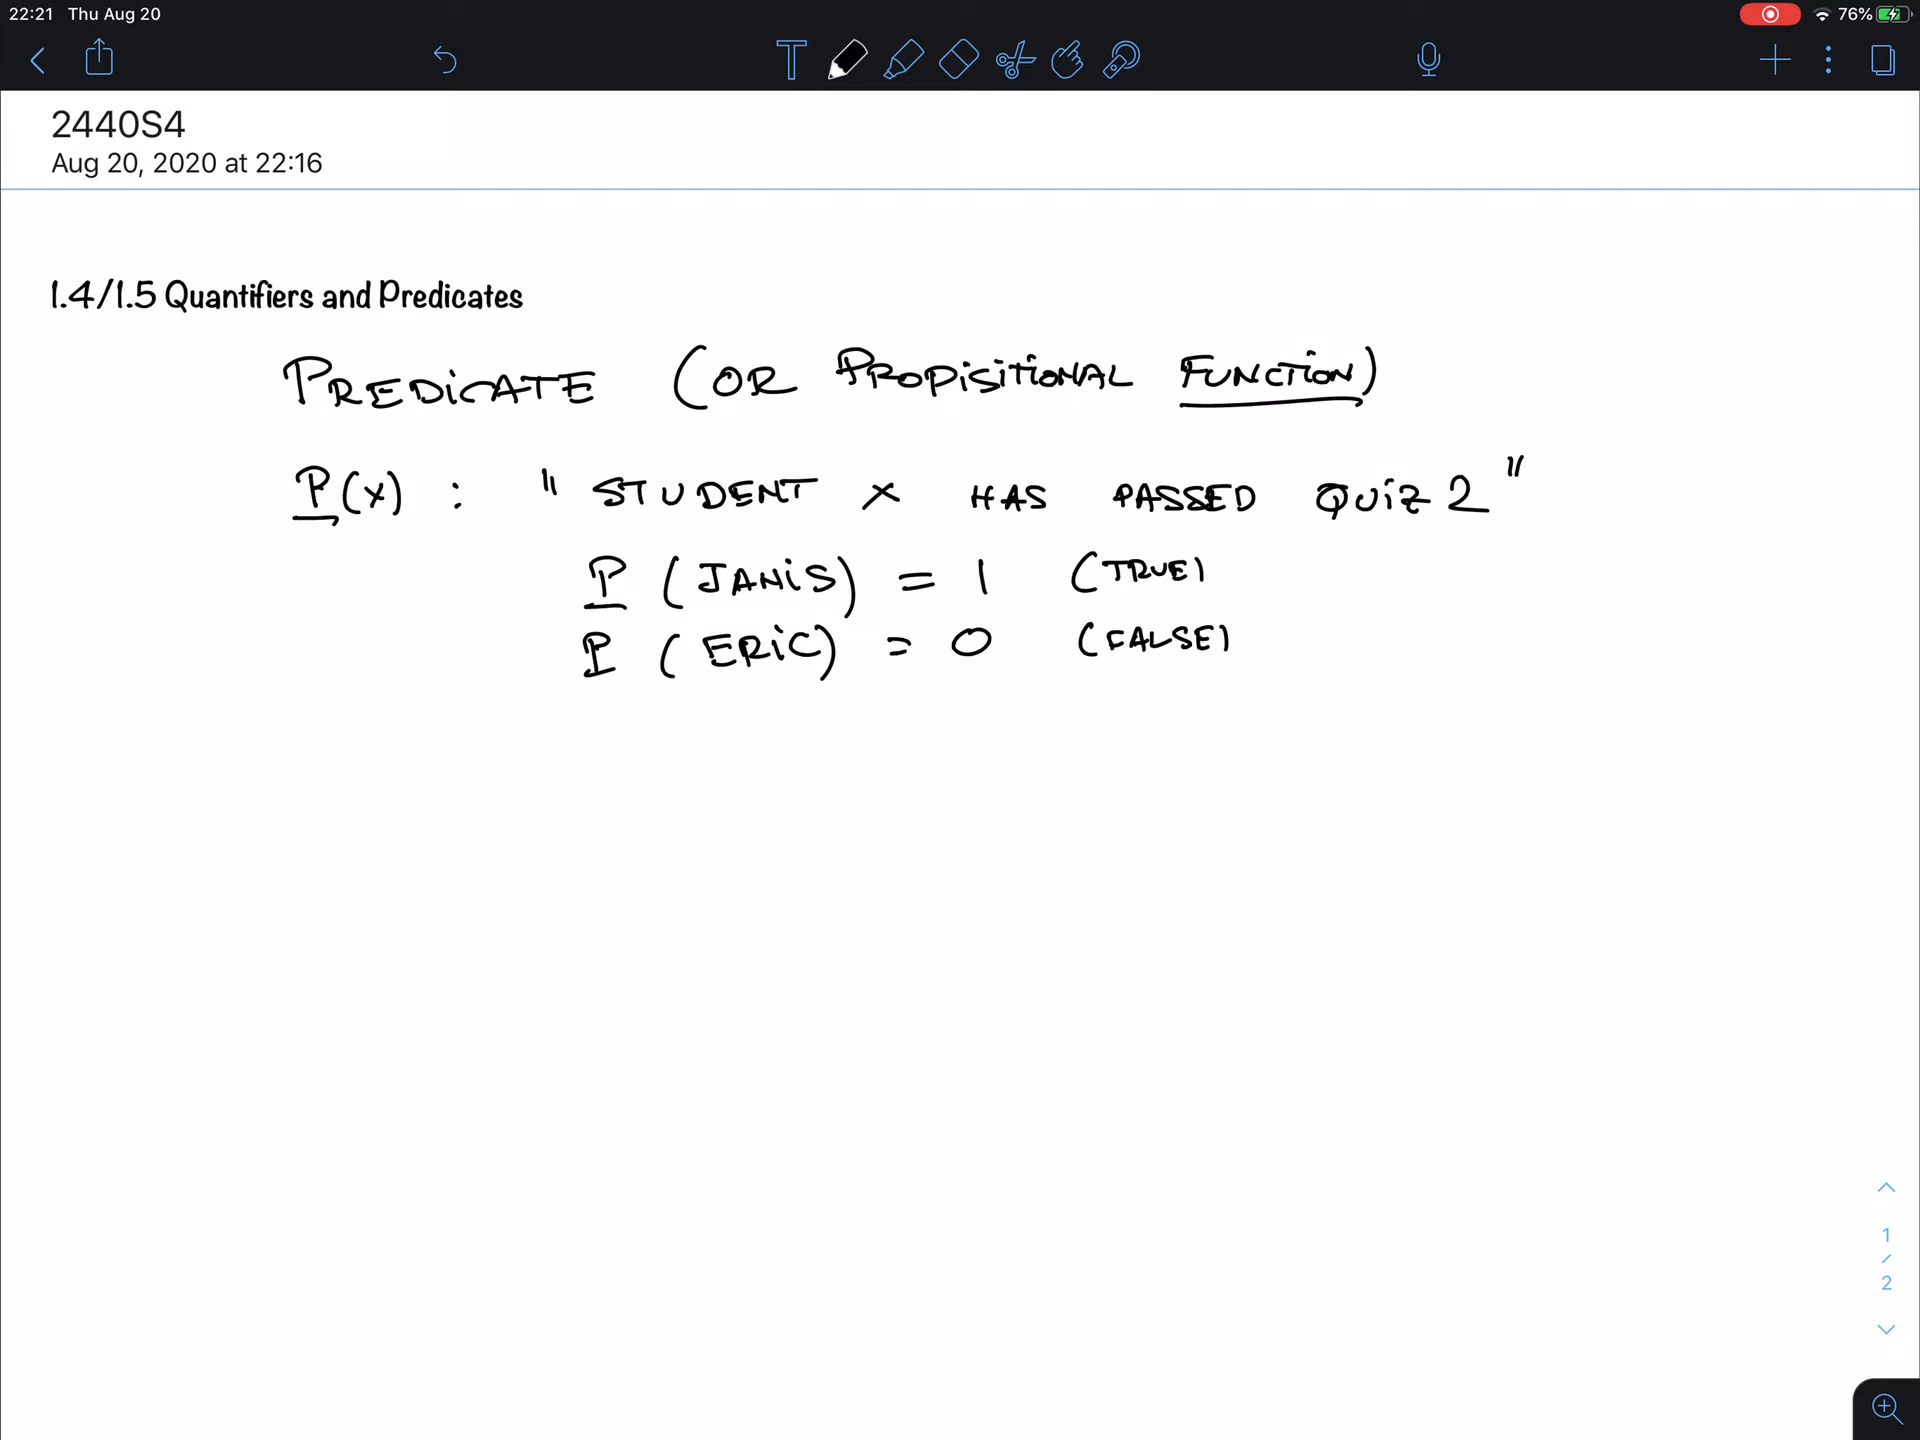 22:21 Thu Aug 20 76%
2440S4
Aug 20, 2020 at 22:16
1.4/1.5 Quantifiers and Predicates
PREDICATE (OR PROPISITIONAL FUNCTION)
P(x) : " STUDENT x HAS PASSED QUIZ 2 "
P (JANIS) = 1 (TRUE)
P (ERIC) = 0 (FALSE)
1
/
2